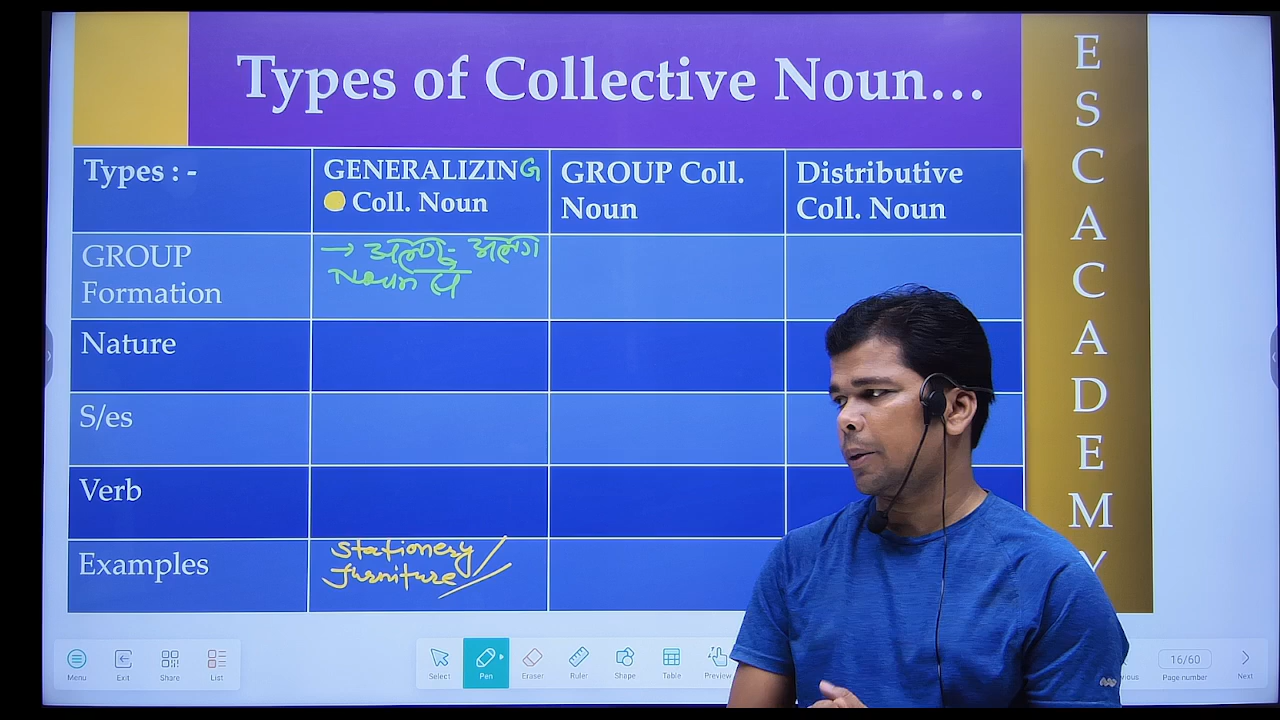 Types of Collective Noun...
Types : -
GENERALIZING
Coll. Noun
GROUP Coll.
Noun
Distributive
Coll. Noun
GROUP
Formation
→ अलग-अलग
Noun से
Nature
S/es
Verb
Examples
Stationery/
furniture
E
S
C
A
C
A
D
E
M
Y
Menu
Exit
Share
List
Select
Pen
Eraser
Ruler
Shape
Table
Preview
16/60
Page number
Next